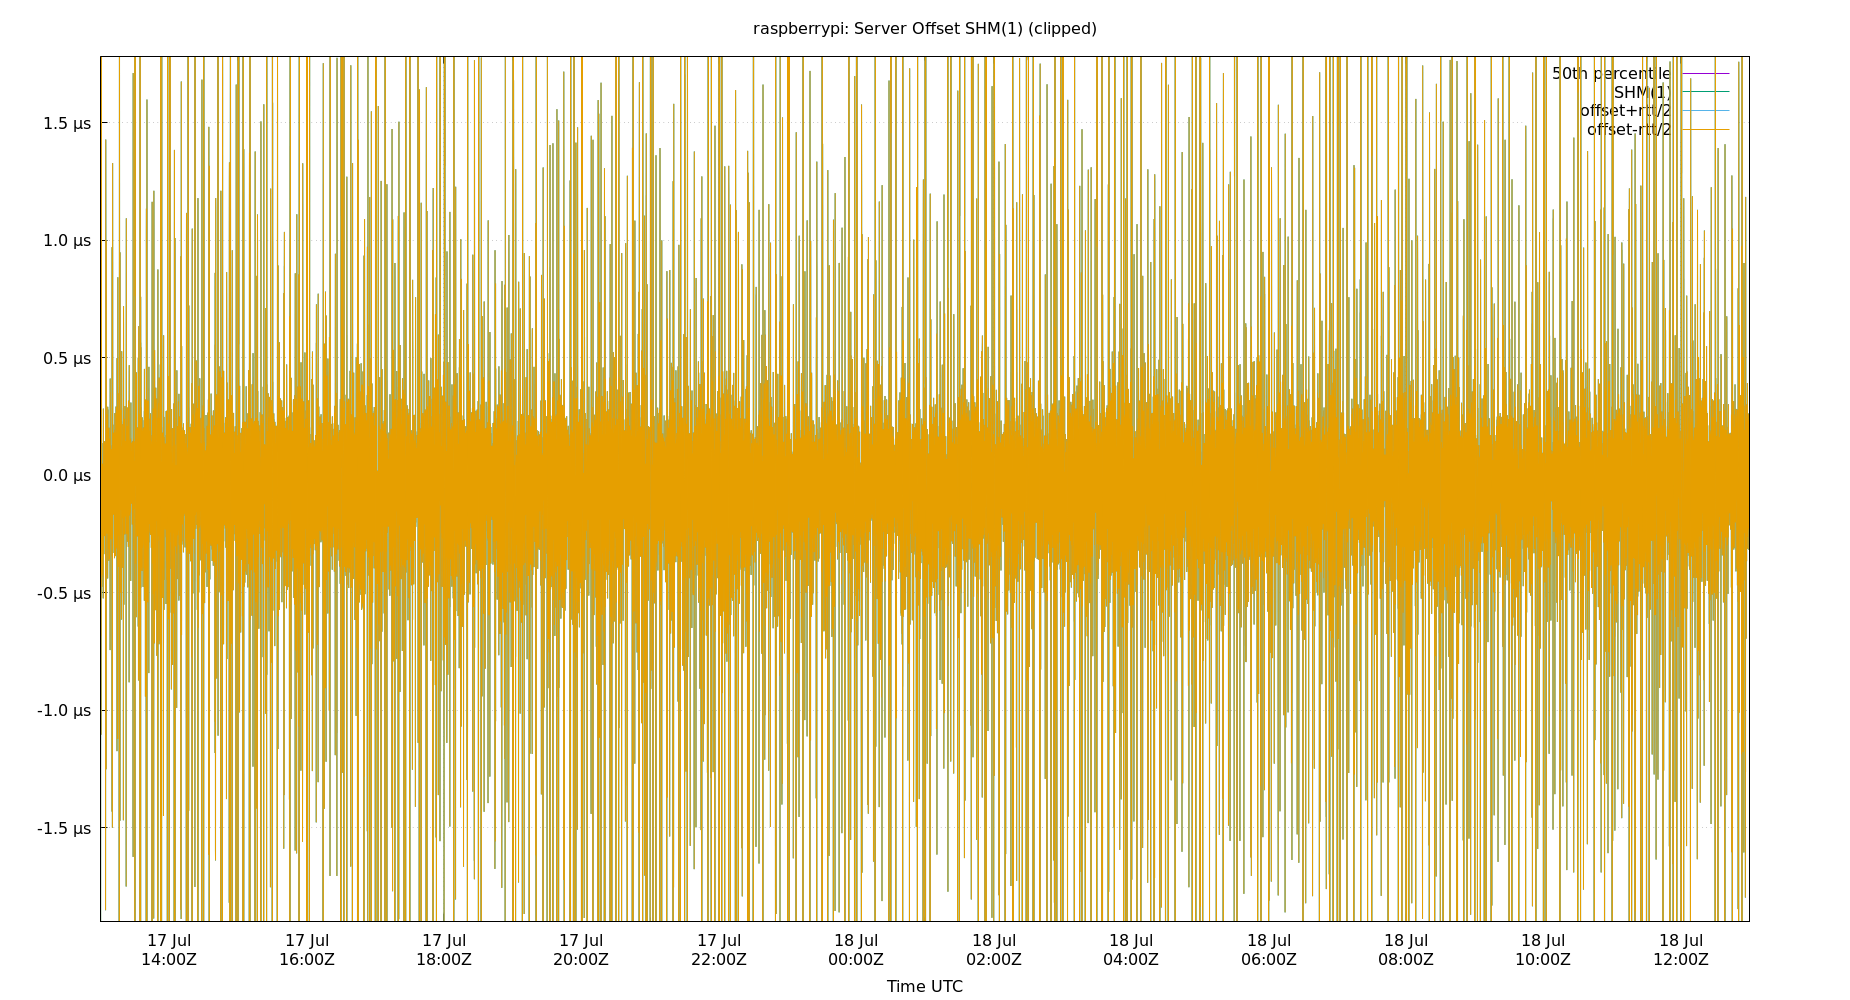 raspberrypi: Server Offset SHM(1) (clipped)
50th percentile
SHM(1)
offset+rtt/2
offset-rtt/2
1.5 µs
1.0 µs
0.5 µs
0.0 µs
-0.5 µs
-1.0 µs
-1.5 µs
17 Jul 17 Jul 17 Jul 17 Jul 17 Jul 18 Jul 18 Jul 18 Jul 18 Jul 18 Jul 18 Jul 18 Jul
14:00Z 16:00Z 18:00Z 20:00Z 22:00Z 00:00Z 02:00Z 04:00Z 06:00Z 08:00Z 10:00Z 12:00Z
Time UTC